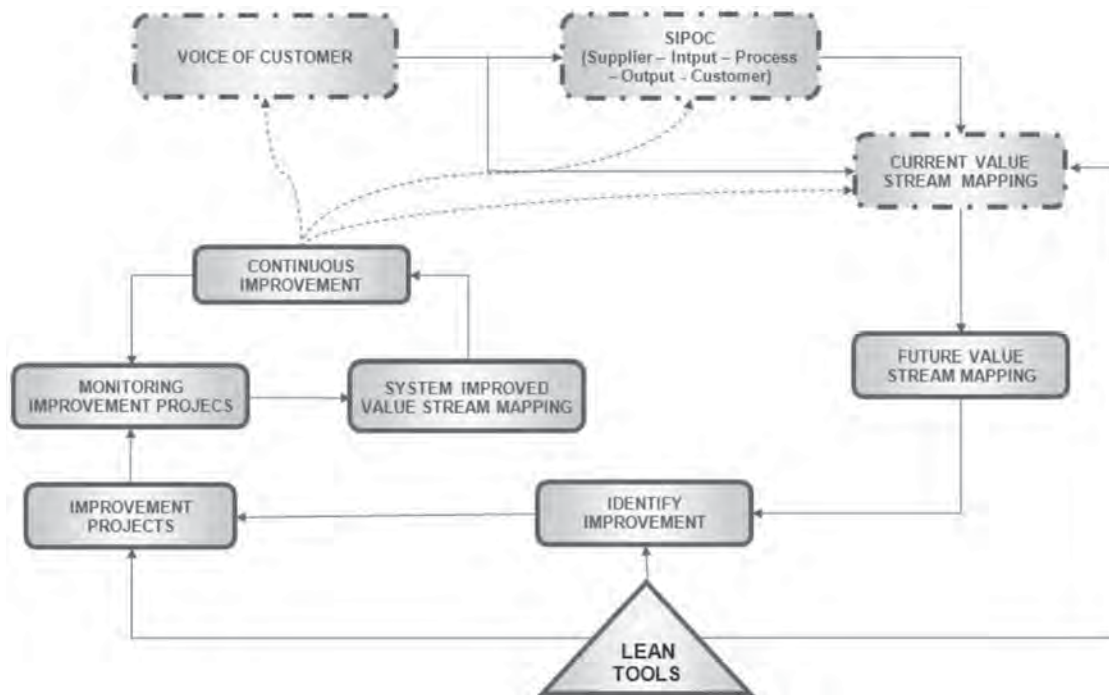 VOICE OF CUSTOMER
SIPOC
(Supplier – Intput – Process
– Output - Customer)
CURRENT VALUE
STREAM MAPPING
CONTINUOUS
IMPROVEMENT
FUTURE VALUE
STREAM MAPPING
MONITORING
IMPROVEMENT PROJECS
SYSTEM IMPROVED
VALUE STREAM MAPPING
IMPROVEMENT
PROJECTS
IDENTIFY
IMPROVEMENT
LEAN
TOOLS